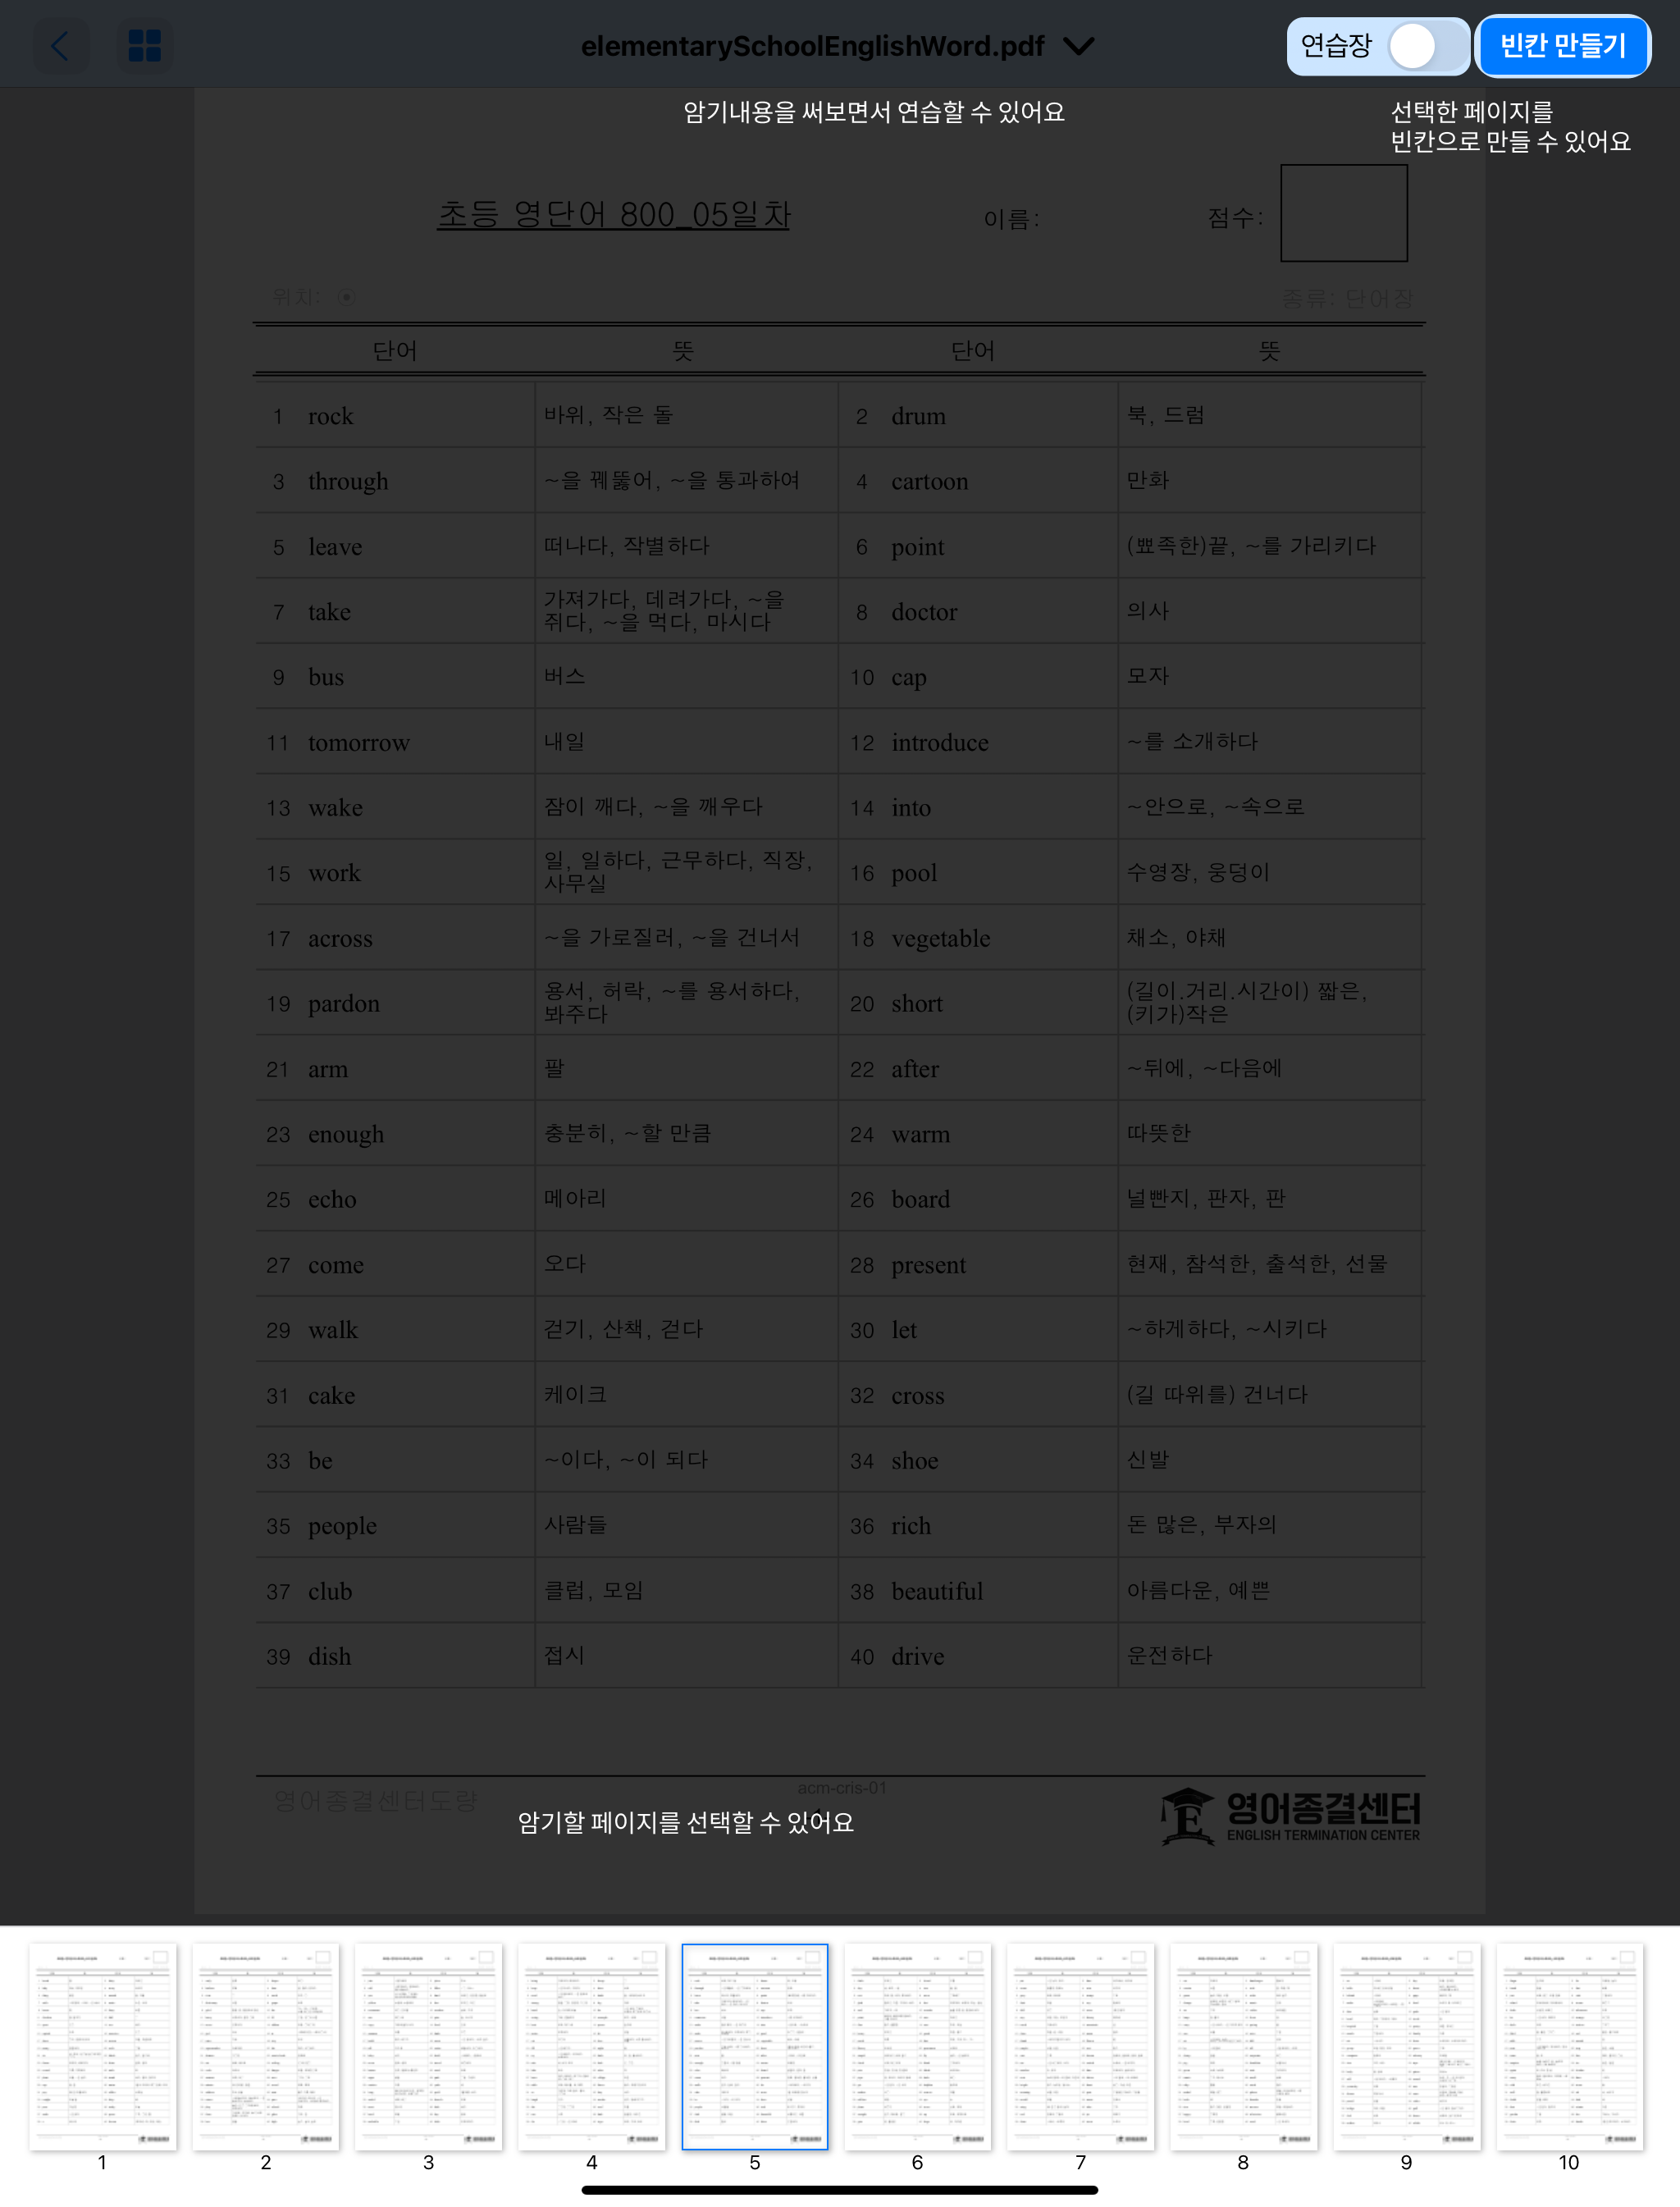 elementarySchoolEnglishWord.pdf
연습장
빈칸 만들기
암기내용을 써보면서 연습할 수 있어요
선택한 페이지를
빈칸으로 만들 수 있어요
초등 영단어 800_05일차
이름:
점수:
위치:
종류: 단어장
단어 뜻 단어 뜻
1 rock 바위, 작은 돌 2 drum 북, 드럼
3 through ~을 꿰뚫어, ~을 통과하여 4 cartoon 만화
5 leave 떠나다, 작별하다 6 point (뾰족한)끝, ~를 가리키다
7 take 가져가다, 데려가다, ~을
쥐다, ~을 먹다, 마시다
8 doctor 의사
9 bus 버스 10 cap 모자
11 tomorrow 내일 12 introduce ~를 소개하다
13 wake 잠이 깨다, ~을 깨우다 14 into ~안으로, ~속으로
15 work 일, 일하다, 근무하다, 직장,
사무실
16 pool 수영장, 웅덩이
17 across ~을 가로질러, ~을 건너서 18 vegetable 채소, 야채
19 pardon 용서, 허락, ~를 용서하다,
봐주다
20 short (길이.거리.시간이) 짧은,
(키가)작은
21 arm 팔 22 after ~뒤에, ~다음에
23 enough 충분히, ~할 만큼 24 warm 따뜻한
25 echo 메아리 26 board 널빤지, 판자, 판
27 come 오다 28 present 현재, 참석한, 출석한, 선물
29 walk 걷기, 산책, 걷다 30 let ~하게하다, ~시키다
31 cake 케이크 32 cross (길 따위를) 건너다
33 be ~이다, ~이 되다 34 shoe 신발
35 people 사람들 36 rich 돈 많은, 부자의
37 club 클럽, 모임 38 beautiful 아름다운, 예쁜
39 dish 접시 40 drive 운전하다
영어종결센터도량
acm-cris-01
암기할 페이지를 선택할 수 있어요
영어종결센터
ENGLISH TERMINATION CENTER
1 2 3 4 5 6 7 8 9 10